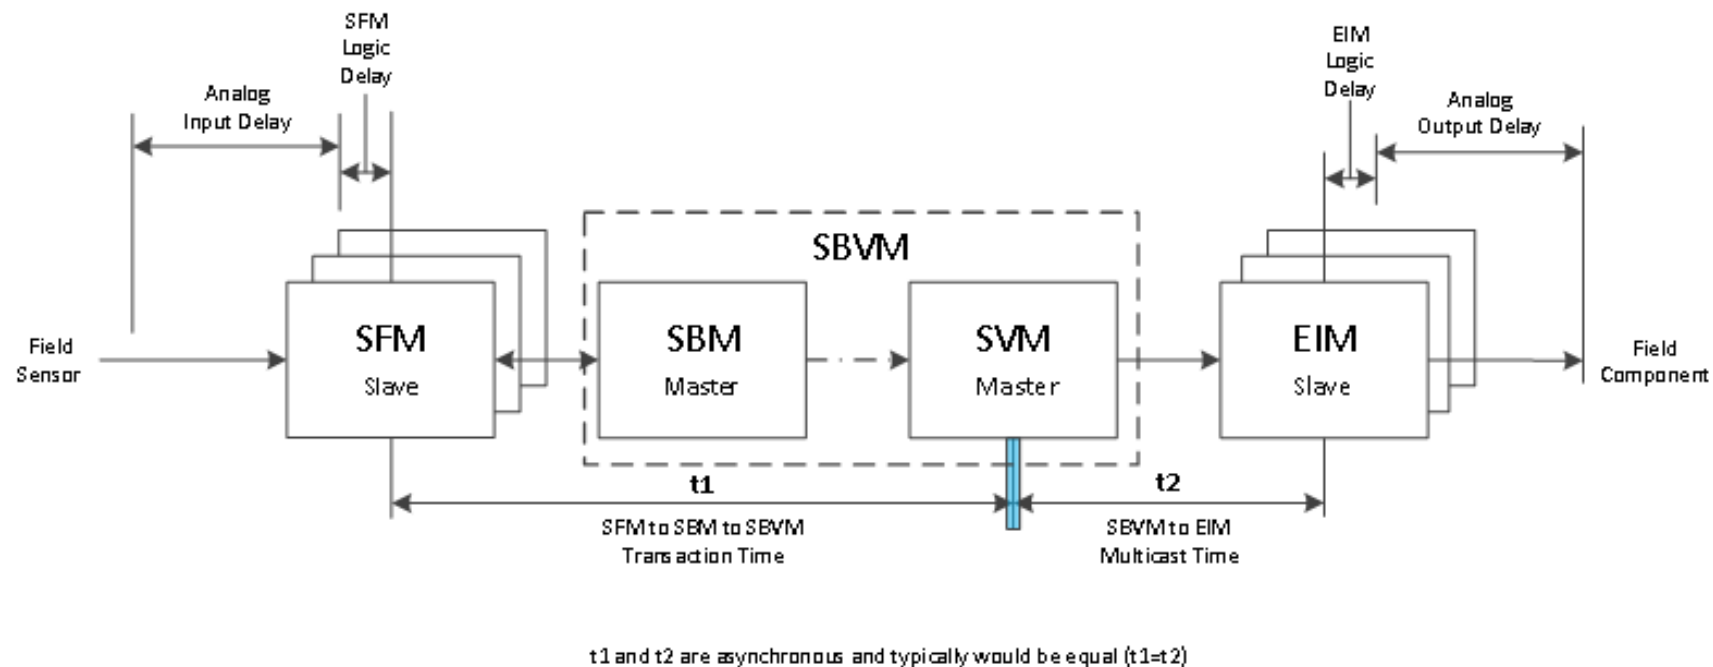 SFM
Logic
Delay
EIM
Logic
Delay
Analog
Input Delay
Analog
Output Delay
SBVM
Field
Sensor
SFM
Slave
SBM
Master
SVM
Master
EIM
Slave
Field
Component
t1
t2
SFM to SBM to SBVM
Transaction Time
SBVM to EIM
Multicast Time
t1 and t2 are asynchronous and typically would be equal (t1=t2)